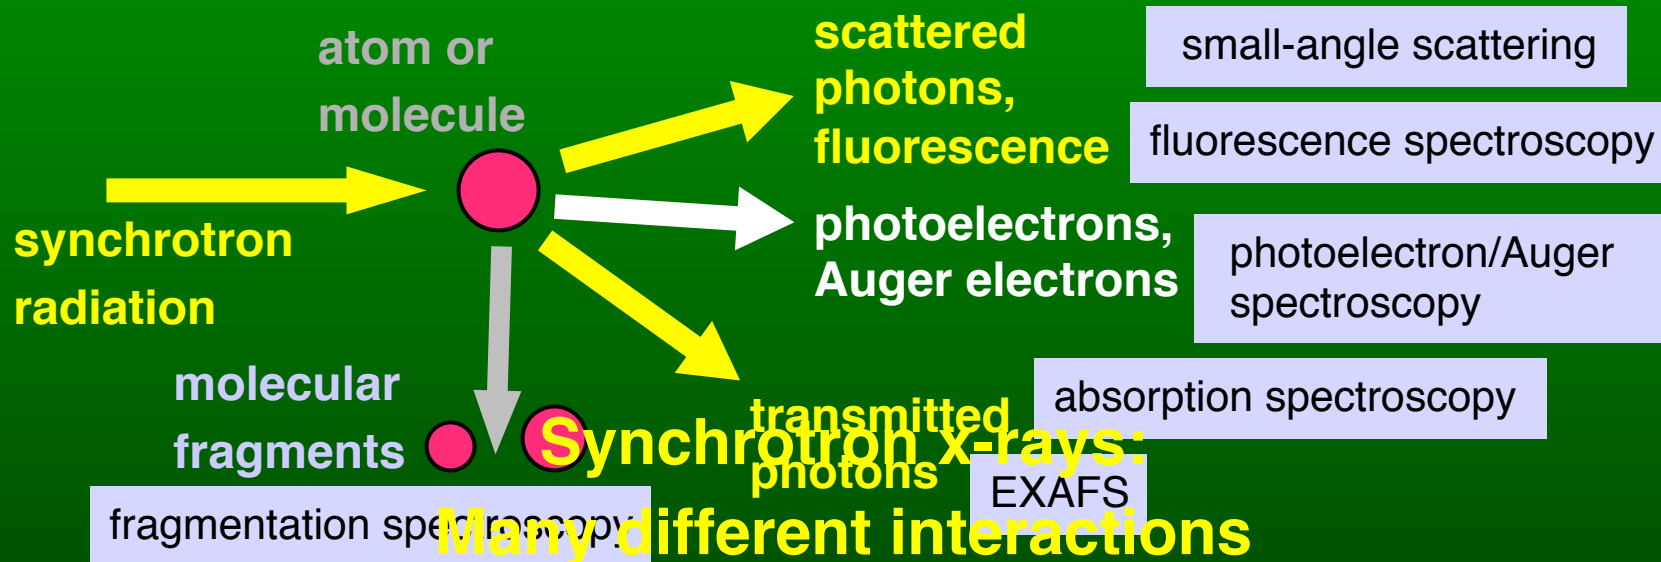 atom or
molecule
scattered
photons,
fluorescence
small-angle scattering
fluorescence spectroscopy
synchrotron
radiation
photoelectrons,
Auger electrons
photoelectron/Auger
spectroscopy
molecular
fragments
transmitted
photons
absorption spectroscopy
EXAFS
fragmentation spectroscopy
Synchrotron x-rays:
Many different interactions